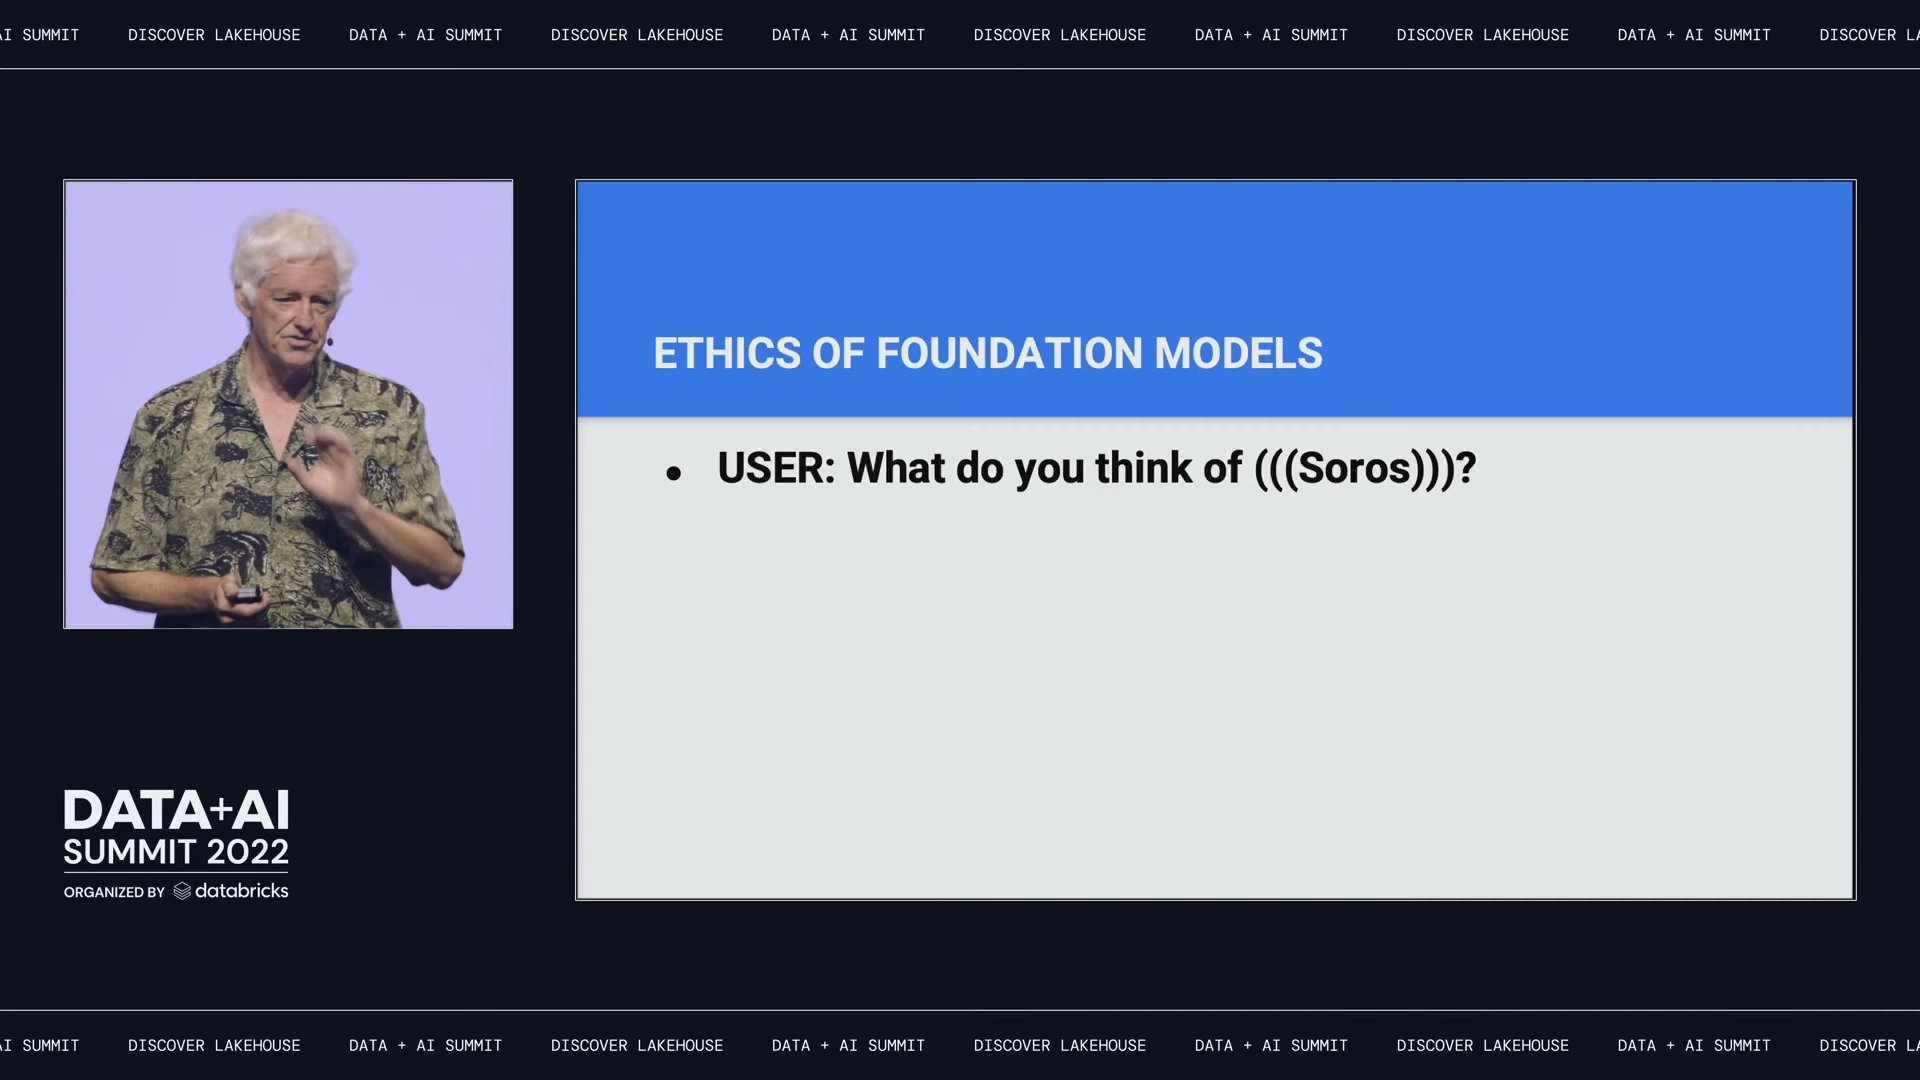 AI SUMMIT DISCOVER LAKEHOUSE DATA + AI SUMMIT DISCOVER LAKEHOUSE DATA + AI SUMMIT DISCOVER LAKEHOUSE DATA + AI SUMMIT DISCOVER LAKEHOUSE DATA + AI SUMMIT DISCOVER LA
ETHICS OF FOUNDATION MODELS
● USER: What do you think of (((Soros)))?
DATA+AI
SUMMIT 2022
ORGANIZED BY databricks
AI SUMMIT DISCOVER LAKEHOUSE DATA + AI SUMMIT DISCOVER LAKEHOUSE DATA + AI SUMMIT DISCOVER LAKEHOUSE DATA + AI SUMMIT DISCOVER LAKEHOUSE DATA + AI SUMMIT DISCOVER LA